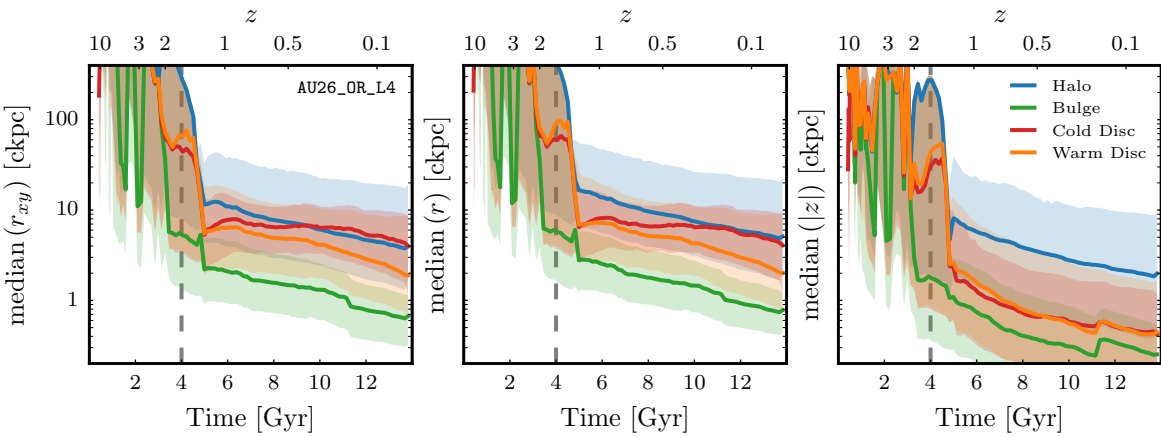 z z z
10 3 2 1 0.5 0.1 10 3 2 1 0.5 0.1 10 3 2 1 0.5 0.1
AU26_OR_L4
Halo
Bulge
Cold Disc
Warm Disc
100
10
1
median (r_{xy}) [ckpc]
median (r) [ckpc]
median (|z|) [ckpc]
2 4 6 8 10 12 2 4 6 8 10 12 2 4 6 8 10 12
Time [Gyr] Time [Gyr] Time [Gyr]